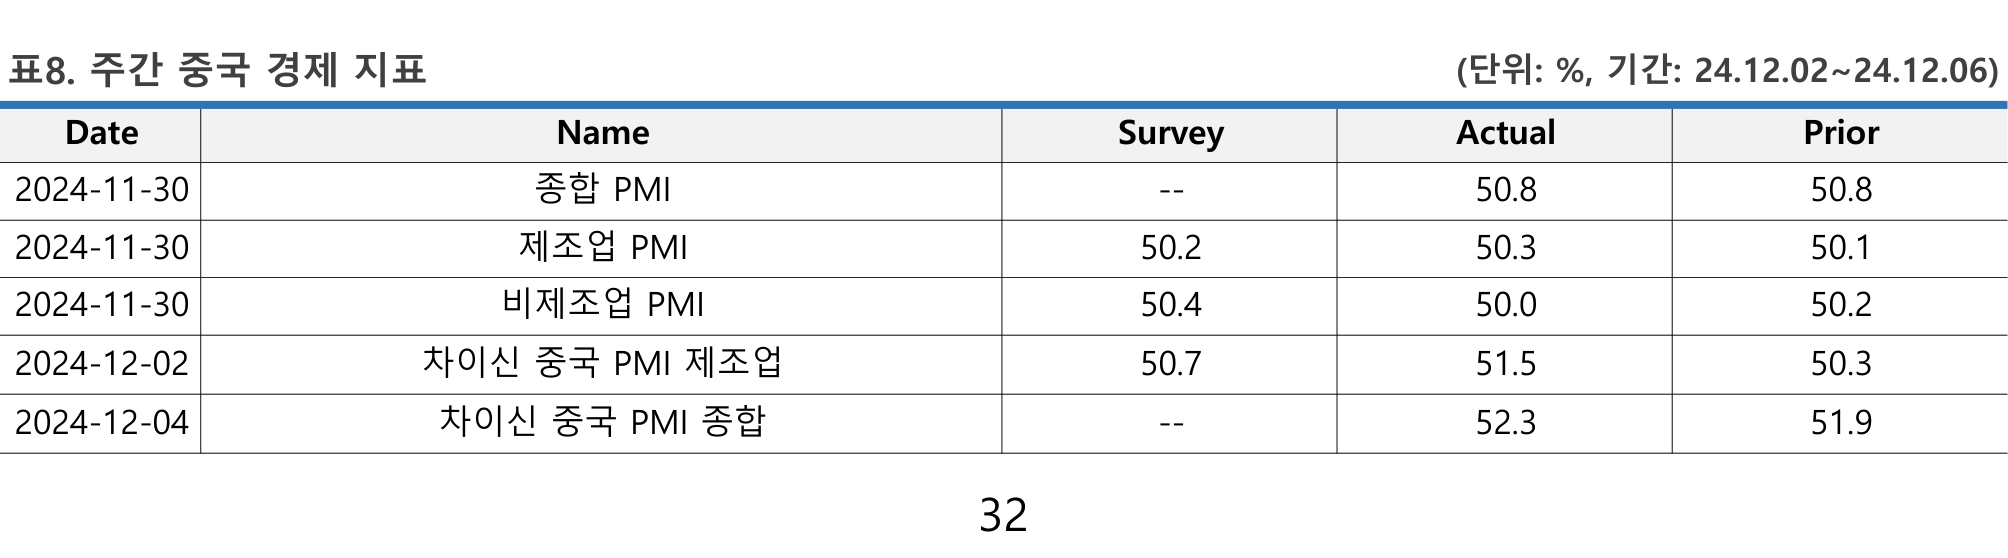 표8. 주간 중국 경제 지표 (단위: %, 기간: 24.12.02~24.12.06)
Date Name Survey Actual Prior
2024-11-30 종합 PMI -- 50.8 50.8
2024-11-30 제조업 PMI 50.2 50.3 50.1
2024-11-30 비제조업 PMI 50.4 50.0 50.2
2024-12-02 차이신 중국 PMI 제조업 50.7 51.5 50.3
2024-12-04 차이신 중국 PMI 종합 -- 52.3 51.9
32